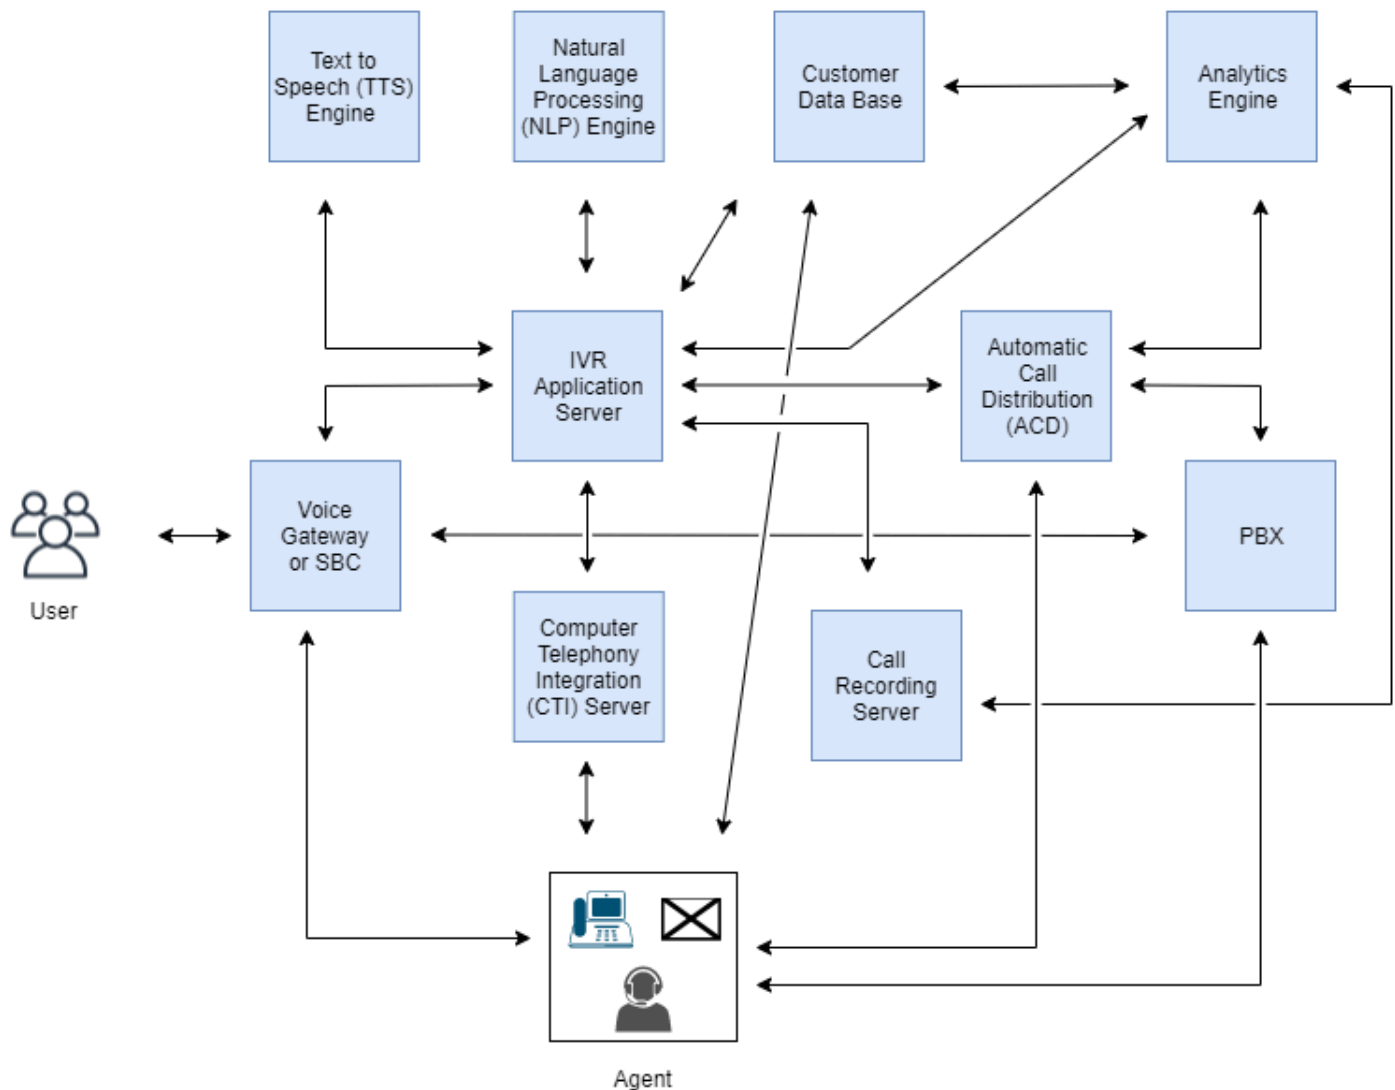 Text to
Speech (TTS)
Engine
Natural
Language
Processing
(NLP) Engine
Customer
Data Base
Analytics
Engine
IVR
Application
Server
Automatic
Call
Distribution
(ACD)
Voice
Gateway
or SBC
PBX
User
Computer
Telephony
Integration
(CTI) Server
Call
Recording
Server
Agent